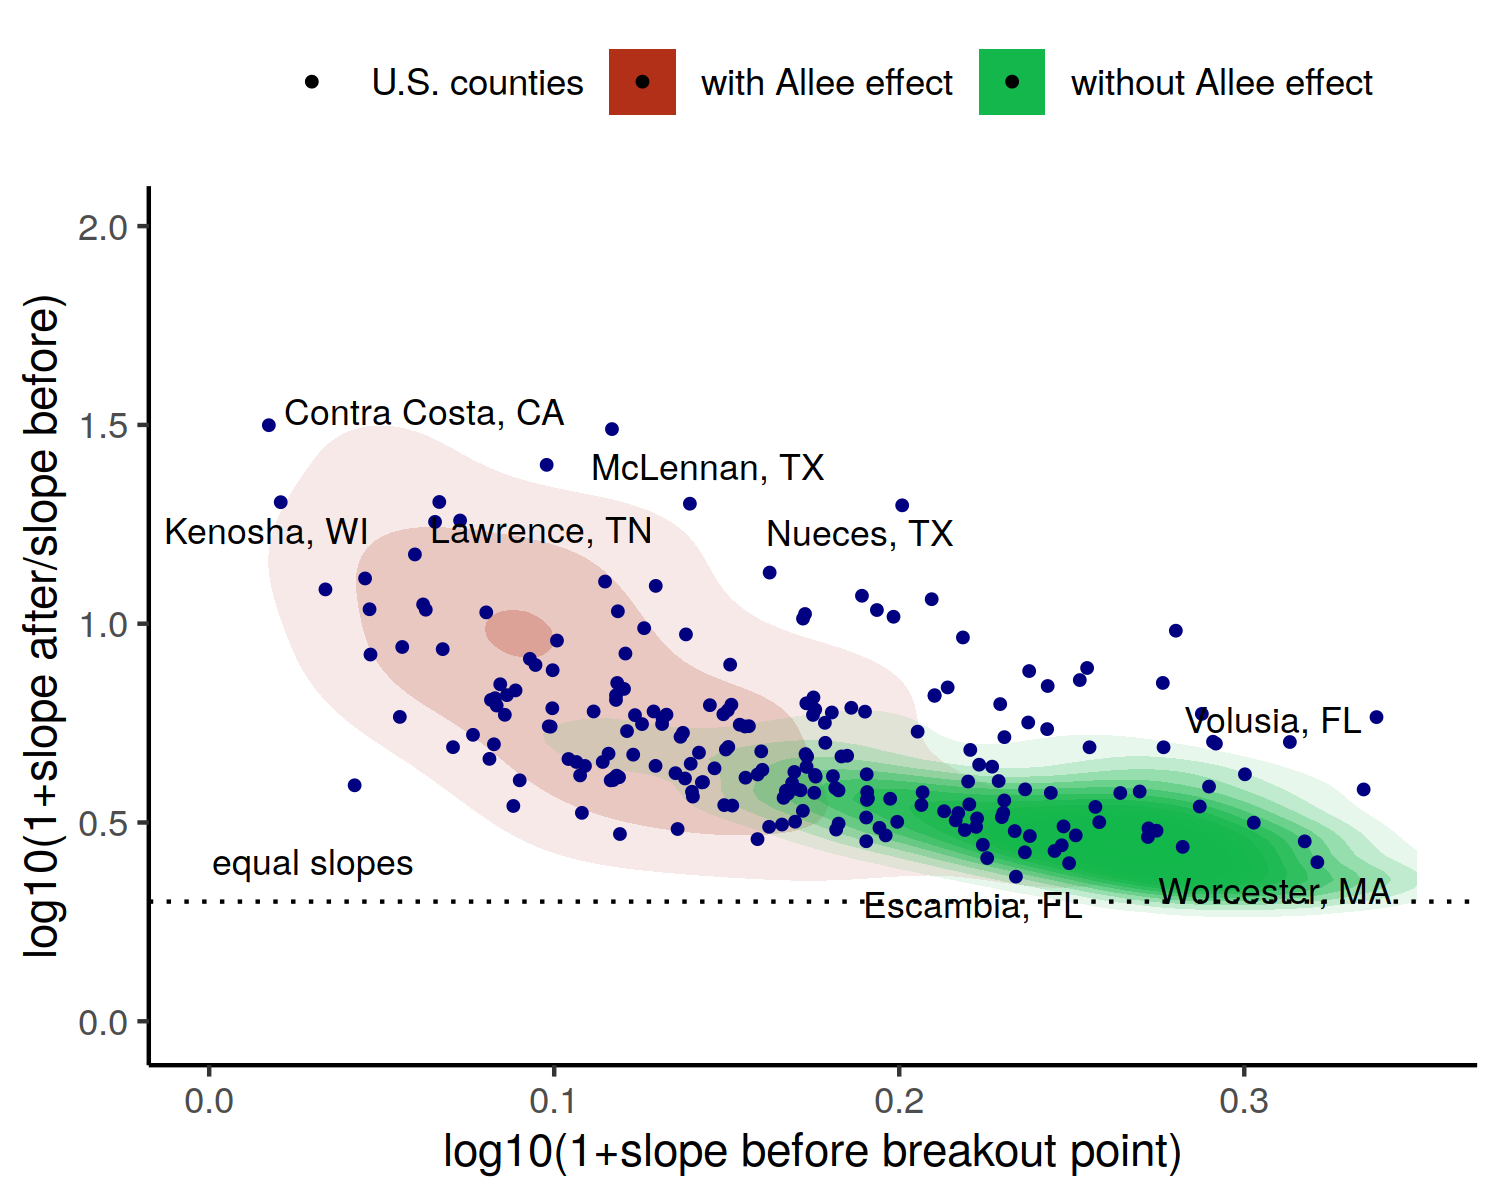 U.S. counties with Allee effect without Allee effect
log10(1+slope after/slope before)
2.0
1.5
1.0
0.5
0.0
Contra Costa, CA
McLennan, TX
Kenosha, WI
Lawrence, TN
Nueces, TX
Volusia, FL
equal slopes
Worcester, MA
Escambia, FL
0.0 0.1 0.2 0.3
log10(1+slope before breakout point)